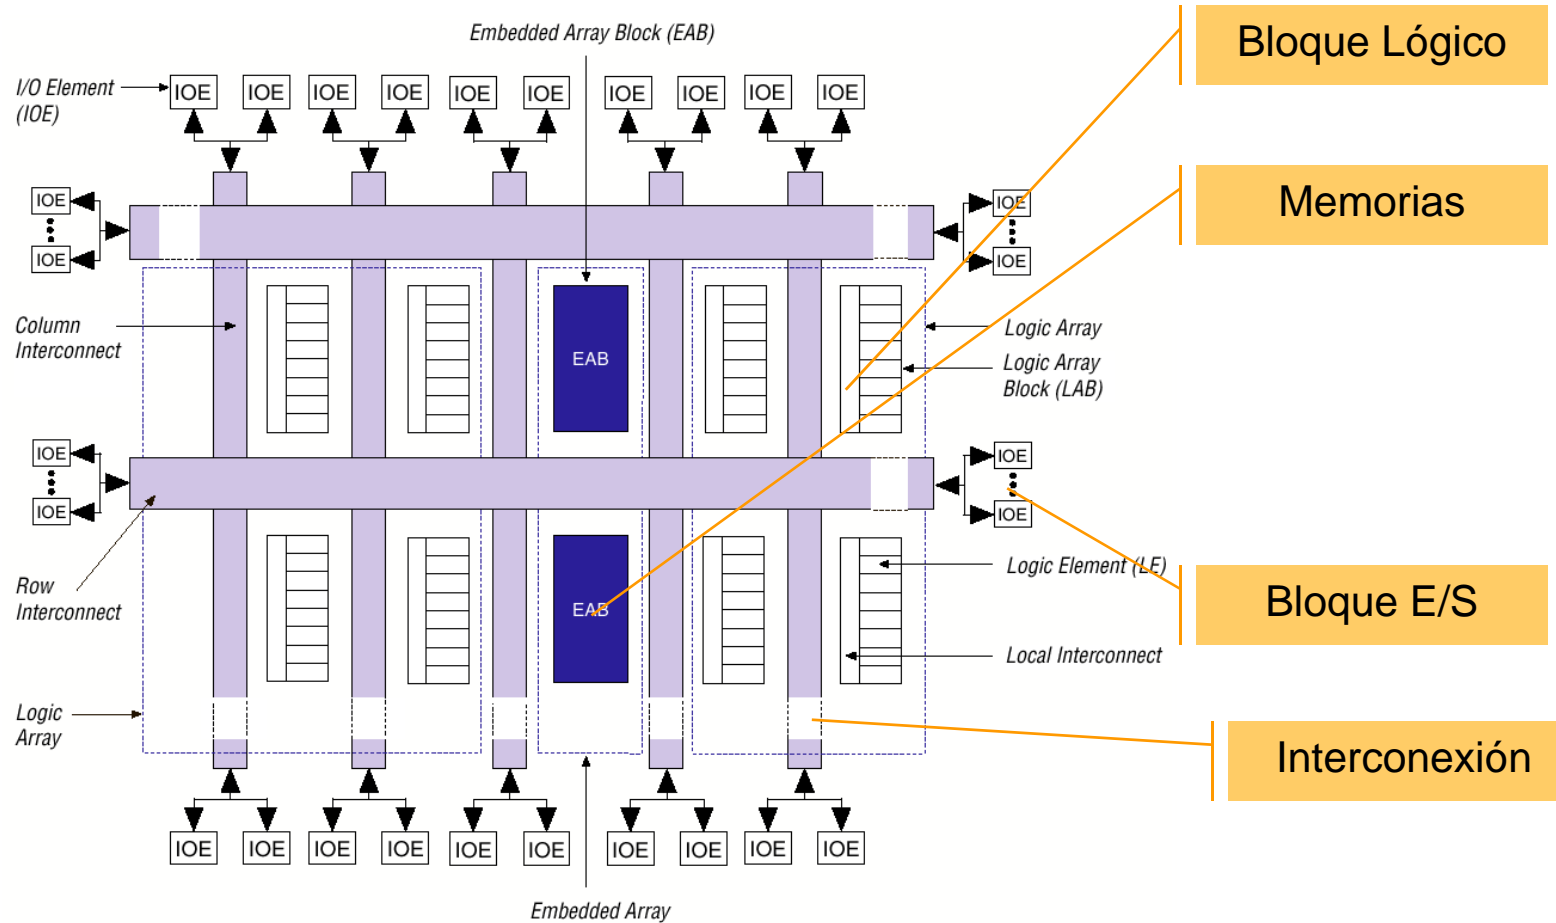 Embedded Array Block (EAB)
Bloque Lógico
I/O Element
(IOE)
IOE IOE IOE IOE IOE IOE IOE IOE IOE IOE
Memorias
IOE
IOE
IOE
IOE
Column
Interconnect
EAB
Logic Array
Logic Array
Block (LAB)
IOE
IOE
IOE
IOE
Row
Interconnect
EAB
Logic Element (LE)
Bloque E/S
Local Interconnect
Logic
Array
Interconexión
IOE IOE IOE IOE IOE IOE IOE IOE IOE IOE
Embedded Array